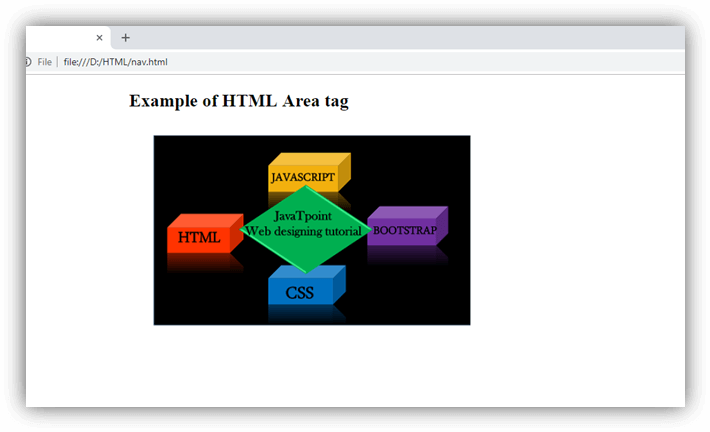 File file:///D:/HTML/nav.html
Example of HTML Area tag
JAVASCRIPT
JavaTpoint
Web designing tutorial
HTML
BOOTSTRAP
CSS